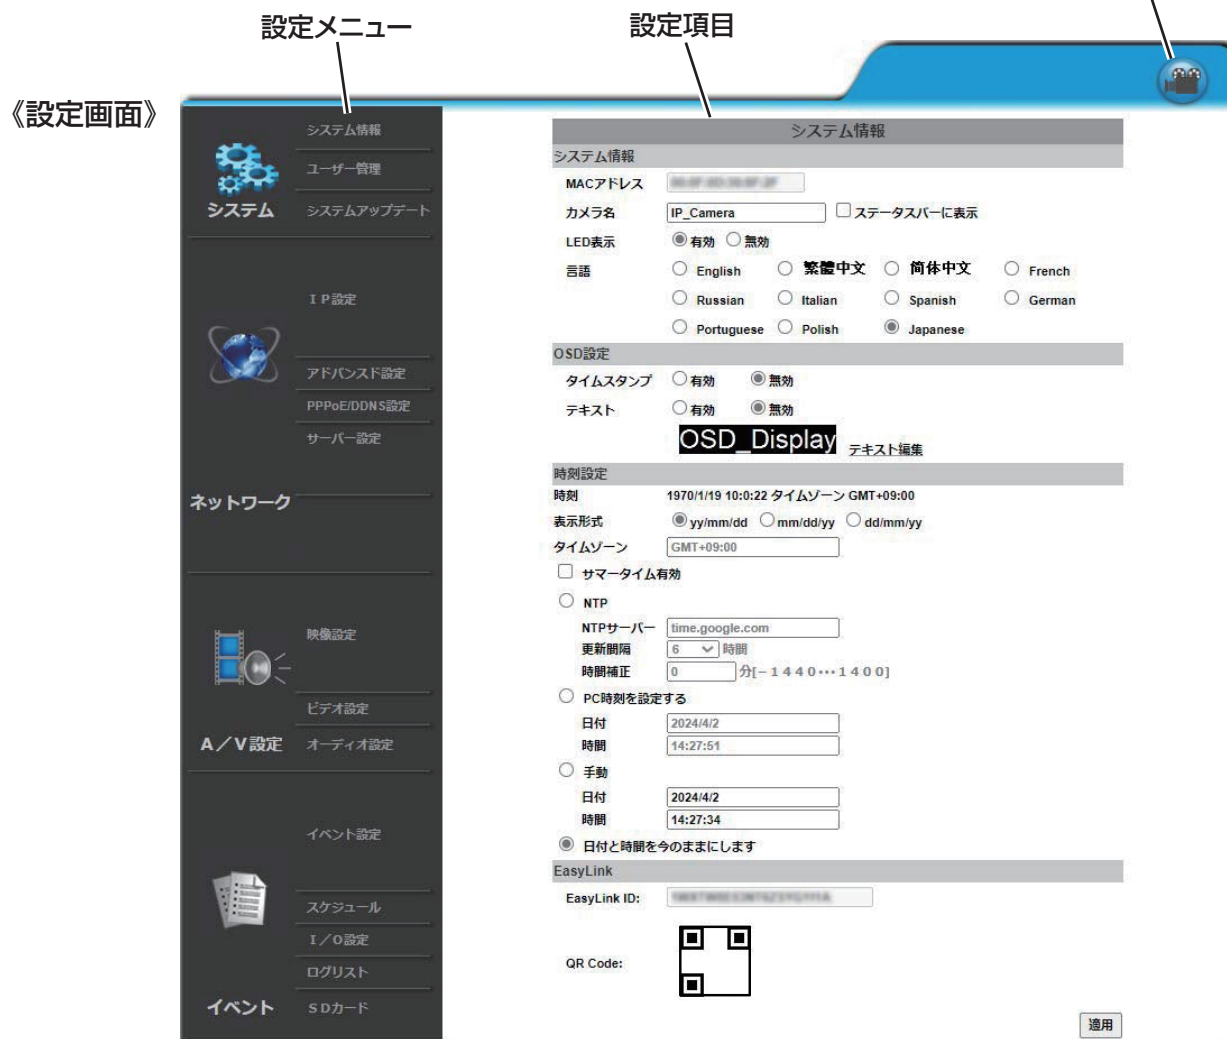 設定メニュー
設定項目
《設定画面》
システム情報
ユーザー管理
システム
システムアップデート
ＩＰ設定
アドバンスド設定
PPPoE/DDNS設定
サーバー設定
ネットワーク
映像設定
ビデオ設定
Ａ／Ｖ設定
オーディオ設定
イベント設定
スケジュール
Ｉ／Ｏ設定
ログリスト
イベント
ＳＤカード
システム情報
システム情報
MACアドレス
カメラ名 IP_Camera ステータスバーに表示
LED表示 有効 無効
言語 English 繁體中文 简体中文 French
Russian Italian Spanish German
Portuguese Polish Japanese
OSD設定
タイムスタンプ 有効 無効
テキスト 有効 無効
OSD_Display テキスト編集
時刻設定
時刻 1970/1/19 10:0:22 タイムゾーン GMT+09:00
表示形式 yy/mm/dd mm/dd/yy dd/mm/yy
タイムゾーン GMT+09:00
サマータイム有効
NTP
NTPサーバー time.google.com
更新間隔 6 時間
時間補正 0 分[－１４４０…１４００]
PC時刻を設定する
日付 2024/4/2
時間 14:27:51
手動
日付 2024/4/2
時間 14:27:34
日付と時間を今のままにします
EasyLink
EasyLink ID:
QR Code:
適用